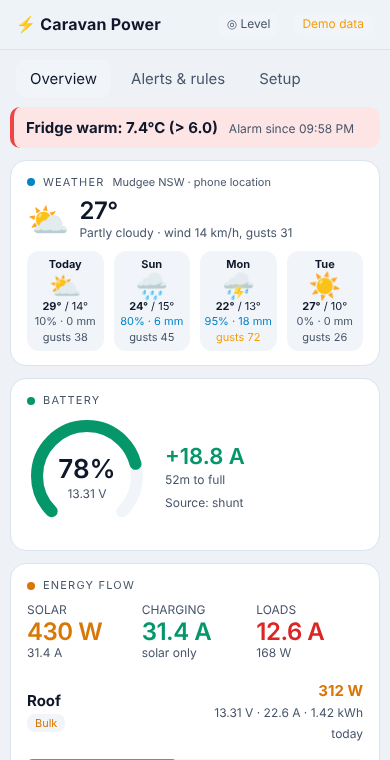 ⚡ Caravan Power ◎ Level Demo data
Overview Alerts & rules Setup
Fridge warm: 7.4°C (> 6.0) Alarm since 09:58 PM
WEATHER Mudgee NSW · phone location
27°
Partly cloudy · wind 14 km/h, gusts 31
Today Sun Mon Tue
29° / 14° 24° / 15° 22° / 13° 27° / 10°
10% · 0 mm 80% · 6 mm 95% · 18 mm 0% · 0 mm
gusts 38 gusts 45 gusts 72 gusts 26
BATTERY
78%
13.31 V
+18.8 A
52m to full
Source: shunt
ENERGY FLOW
SOLAR CHARGING LOADS
430 W 31.4 A 12.6 A
31.4 A solar only 168 W
Roof
Bulk
312 W
13.31 V · 22.6 A · 1.42 kWh
today